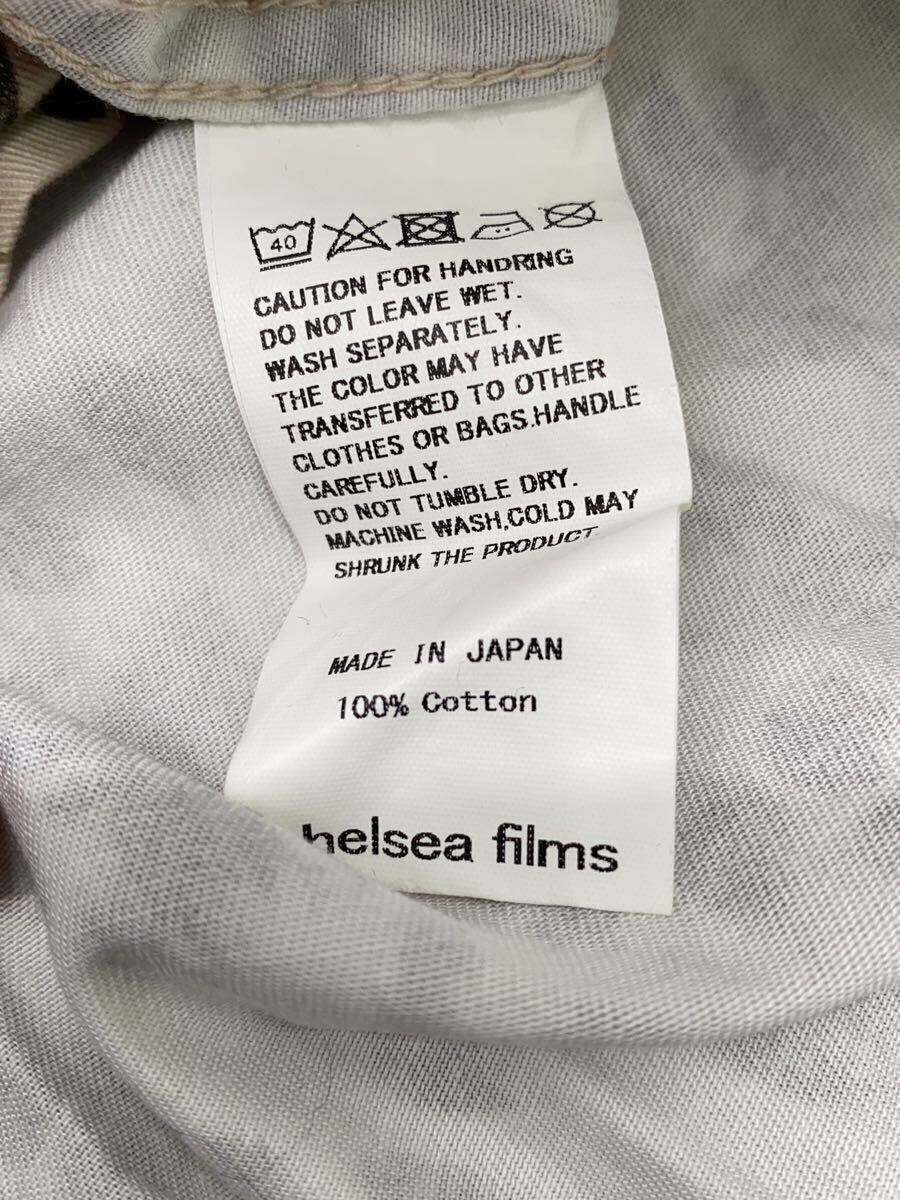 40
CAUTION FOR HANDRING
DO NOT LEAVE WET.
WASH SEPARATELY.
THE COLOR MAY HAVE
TRANSFERRED TO OTHER
CLOTHES OR BAGS.HANDLE
CAREFULLY.
DO NOT TUMBLE DRY.
MACHINE WASH,COLD MAY
SHRUNK THE PRODUCT.
MADE IN JAPAN
100% Cotton
helsea films